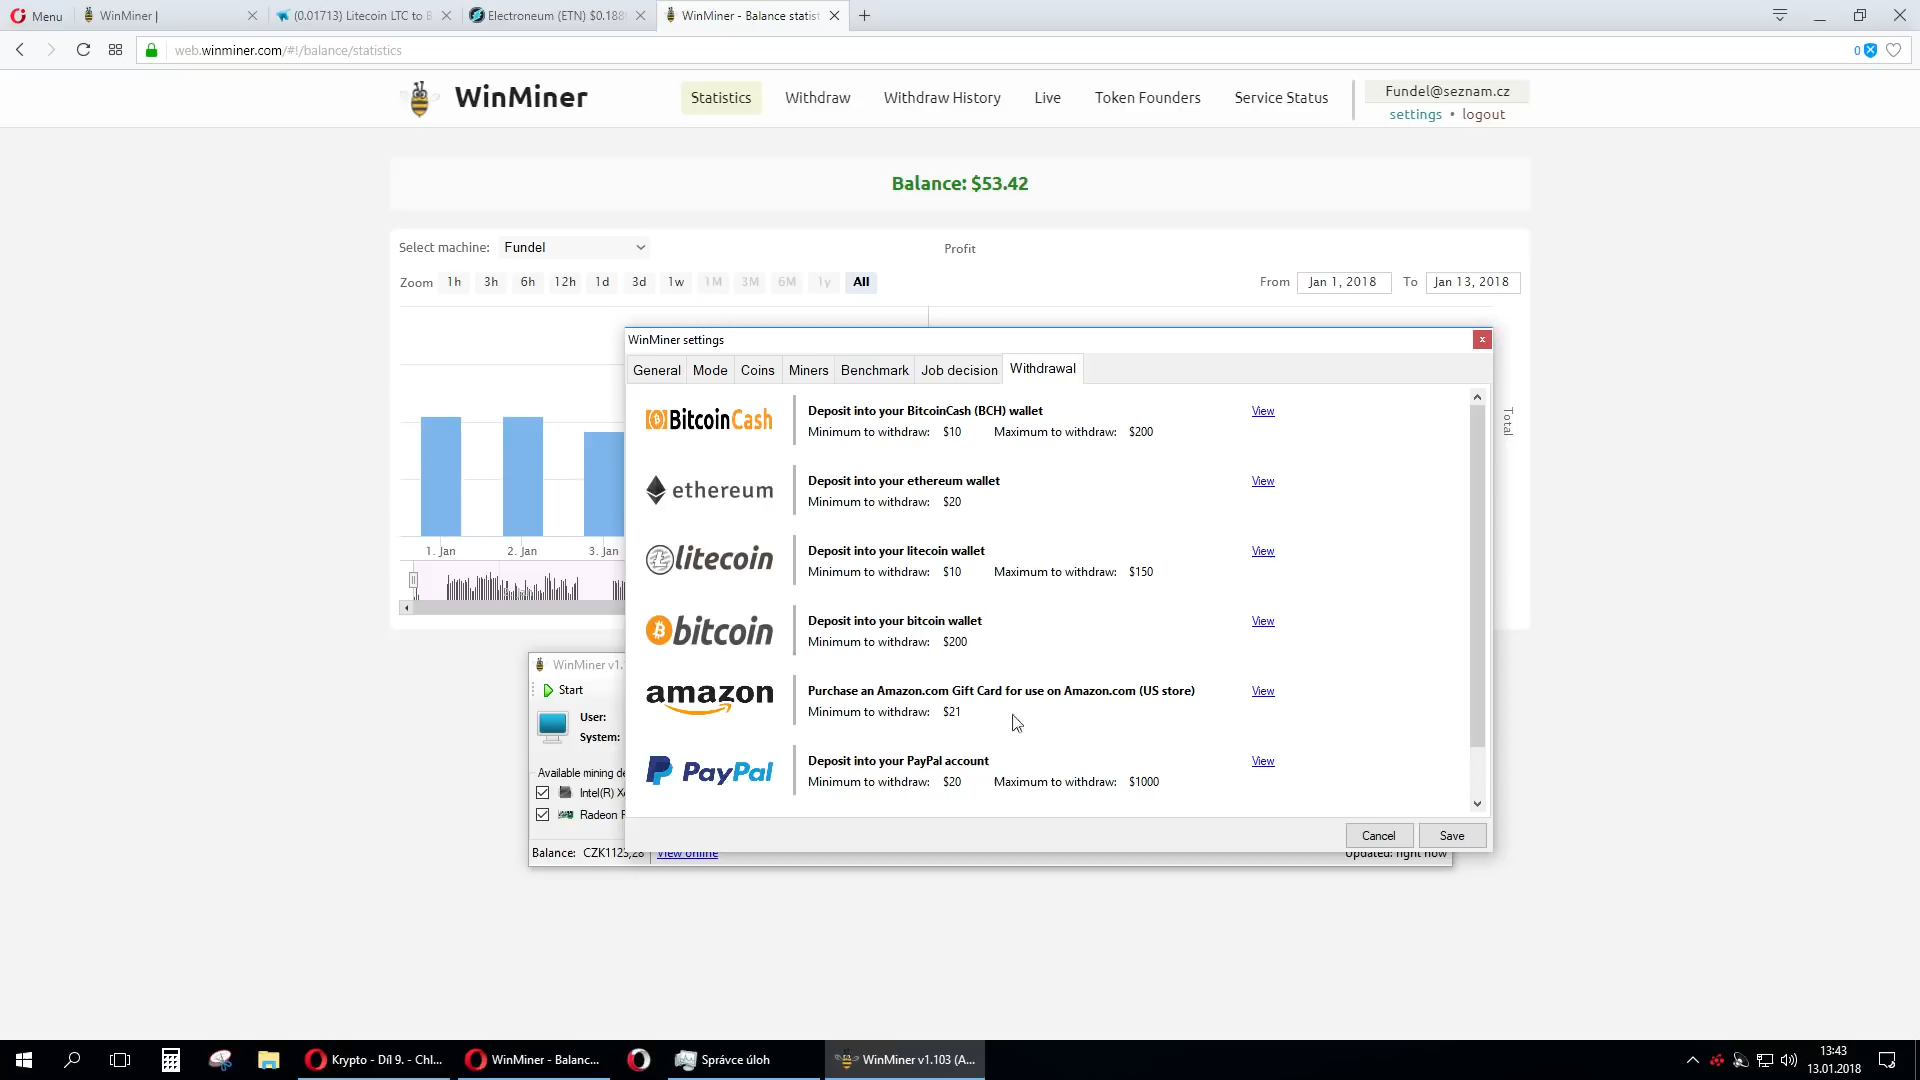 Menu
WinMiner |
(0.01713) Litecoin LTC to B
Electroneum (ETN) $0.188
WinMiner - Balance statist
web.winminer.com/#!/balance/statistics
0
WinMiner
Statistics
Withdraw
Withdraw History
Live
Token Founders
Service Status
Fundel@seznam.cz
settings • logout
Balance: $53.42
Select machine: Fundel
Profit
Zoom 1h 3h 6h 12h 1d 3d 1w 1M 3M 6M 1y All
From Jan 1, 2018 To Jan 13, 2018
1. Jan 2. Jan 3. Jan
Total
WinMiner settings
x
General Mode Coins Miners Benchmark Job decision Withdrawal
BitcoinCash
Deposit into your BitcoinCash (BCH) wallet
View
Minimum to withdraw: $10 Maximum to withdraw: $200
ethereum
Deposit into your ethereum wallet
View
Minimum to withdraw: $20
litecoin
Deposit into your litecoin wallet
View
Minimum to withdraw: $10 Maximum to withdraw: $150
bitcoin
Deposit into your bitcoin wallet
View
Minimum to withdraw: $200
amazon
Purchase an Amazon.com Gift Card for use on Amazon.com (US store)
View
Minimum to withdraw: $21
PayPal
Deposit into your PayPal account
View
Minimum to withdraw: $20 Maximum to withdraw: $1000
Cancel
Save
WinMiner v1.
Start
User:
System:
Available mining de
Intel(R) X
Radeon
Balance: CZK1123,28
View online
Updated: right now
Krypto - Díl 9. - Chl...
WinMiner - Balanc...
Správce úloh
WinMiner v1.103 (A...
13:43
13.01.2018